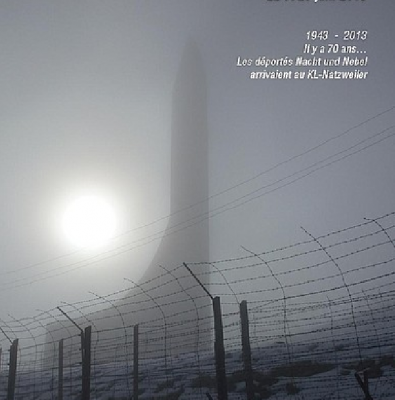 1943 - 2013
Il y a 70 ans...
Les déportés Nacht und Nebel
arrivaient au KL-Natzweiler